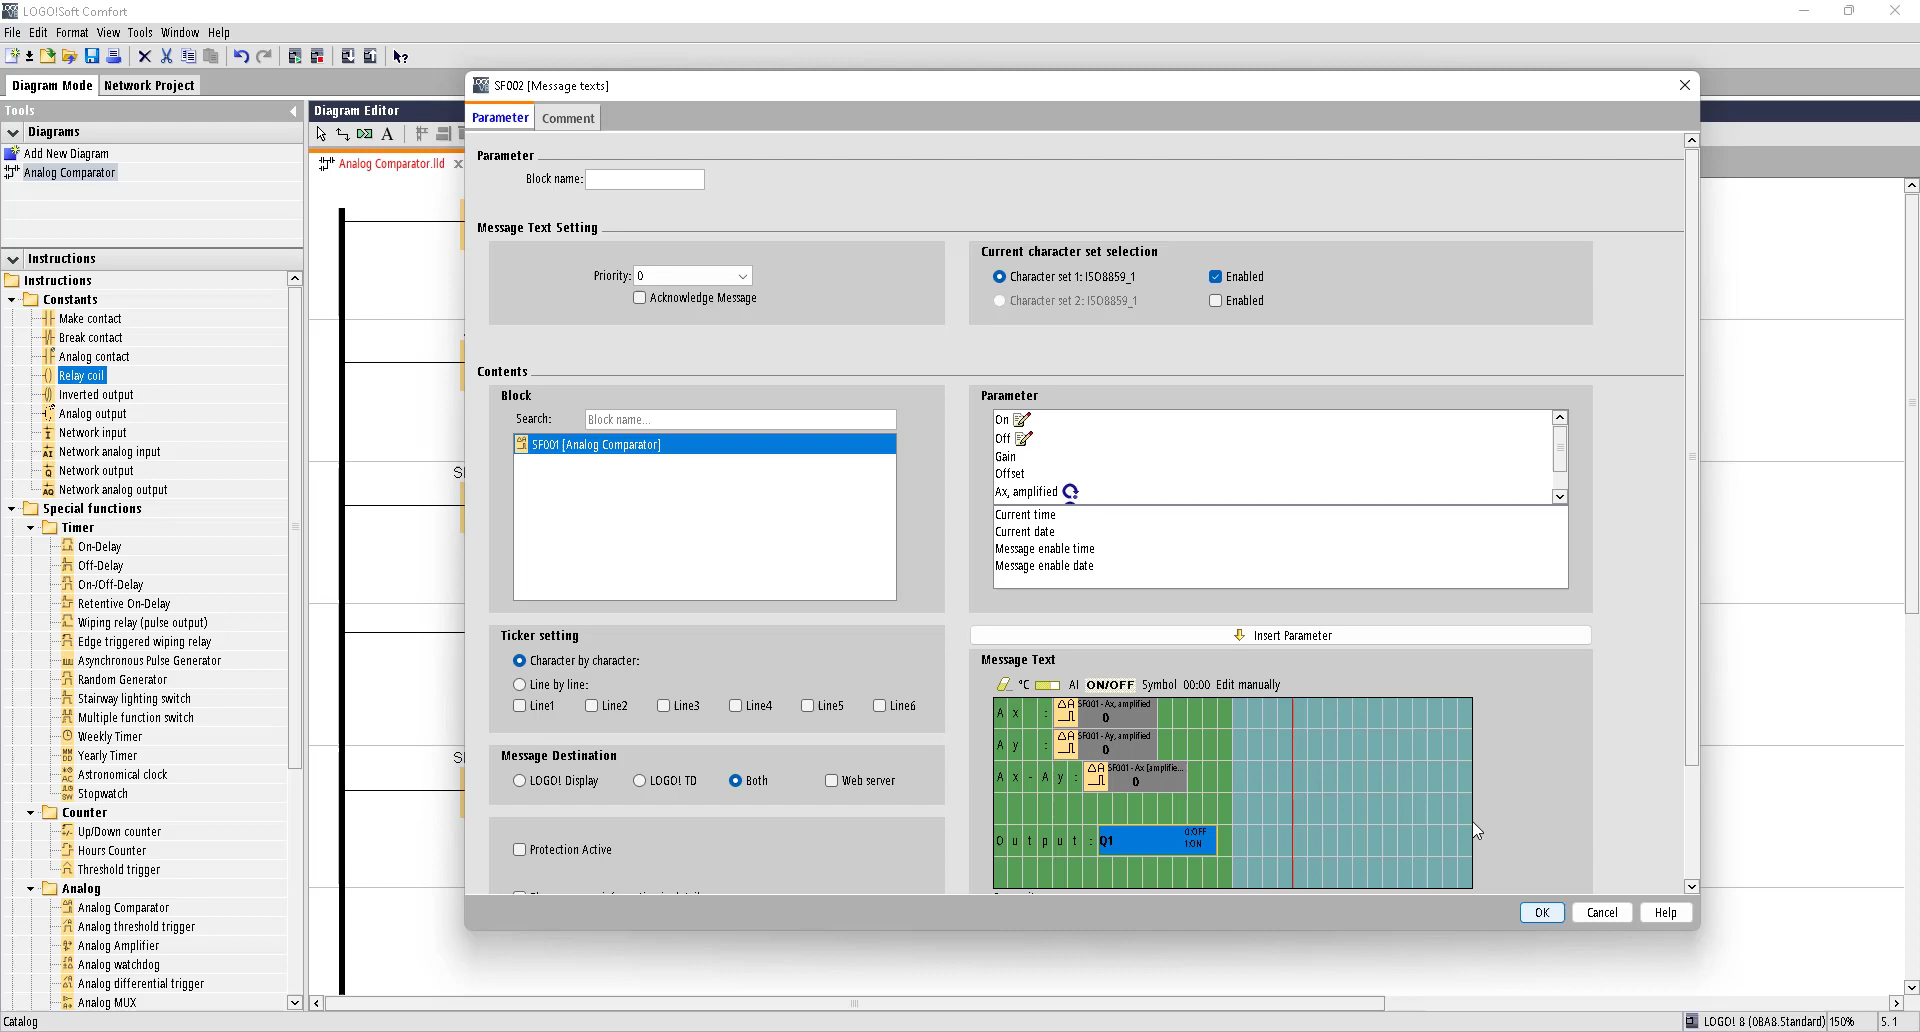 LOGO!Soft Comfort
File Edit Format View Tools Window Help
Diagram Mode Network Project
Tools
Diagrams
Add New Diagram
Analog Comparator
Instructions
Instructions
Constants
Make contact
Break contact
Analog contact
Relay coil
Inverted output
Analog output
Network input
Network analog input
Network output
Network analog output
Special functions
Timer
On-Delay
Off-Delay
On-/Off-Delay
Retentive On-Delay
Wiping relay (pulse output)
Edge triggered wiping relay
Asynchronous Pulse Generator
Random Generator
Stairway lighting switch
Multiple function switch
Weekly Timer
Yearly Timer
Astronomical clock
Stopwatch
Counter
Up/Down counter
Hours Counter
Threshold trigger
Analog
Analog Comparator
Analog threshold trigger
Analog Amplifier
Analog watchdog
Analog differential trigger
Analog MUX
Catalog
Diagram Editor
Analog Comparator.lld
SF002 [Message texts]
Parameter Comment
Parameter
Block name:
Message Text Setting
Priority: 0
Acknowledge Message
Current character set selection
Character set 1: ISO8859_1 Enabled
Character set 2: ISO8859_1 Enabled
Contents
Block
Search: Block name...
SF001 [Analog Comparator]
Parameter
On
Off
Gain
Offset
Ax, amplified
Current time
Current date
Message enable time
Message enable date
Insert Parameter
Ticker setting
Character by character:
Line by line:
Line1 Line2 Line3 Line4 Line5 Line6
Message Destination
LOGO! Display LOGO! TD Both Web server
Protection Active
Message Text
°C AI ON/OFF Symbol 00:00 Edit manually
Ax : SF001 - Ax, amplified 0
Ay : SF001 - Ay, amplified 0
Ax-Ay: SF001 - Ax (amplifie... 0
Output: Q1 0:OFF 1:ON
OK Cancel Help
LOGO! 8 (0BA8.Standard) 150% 5. 1